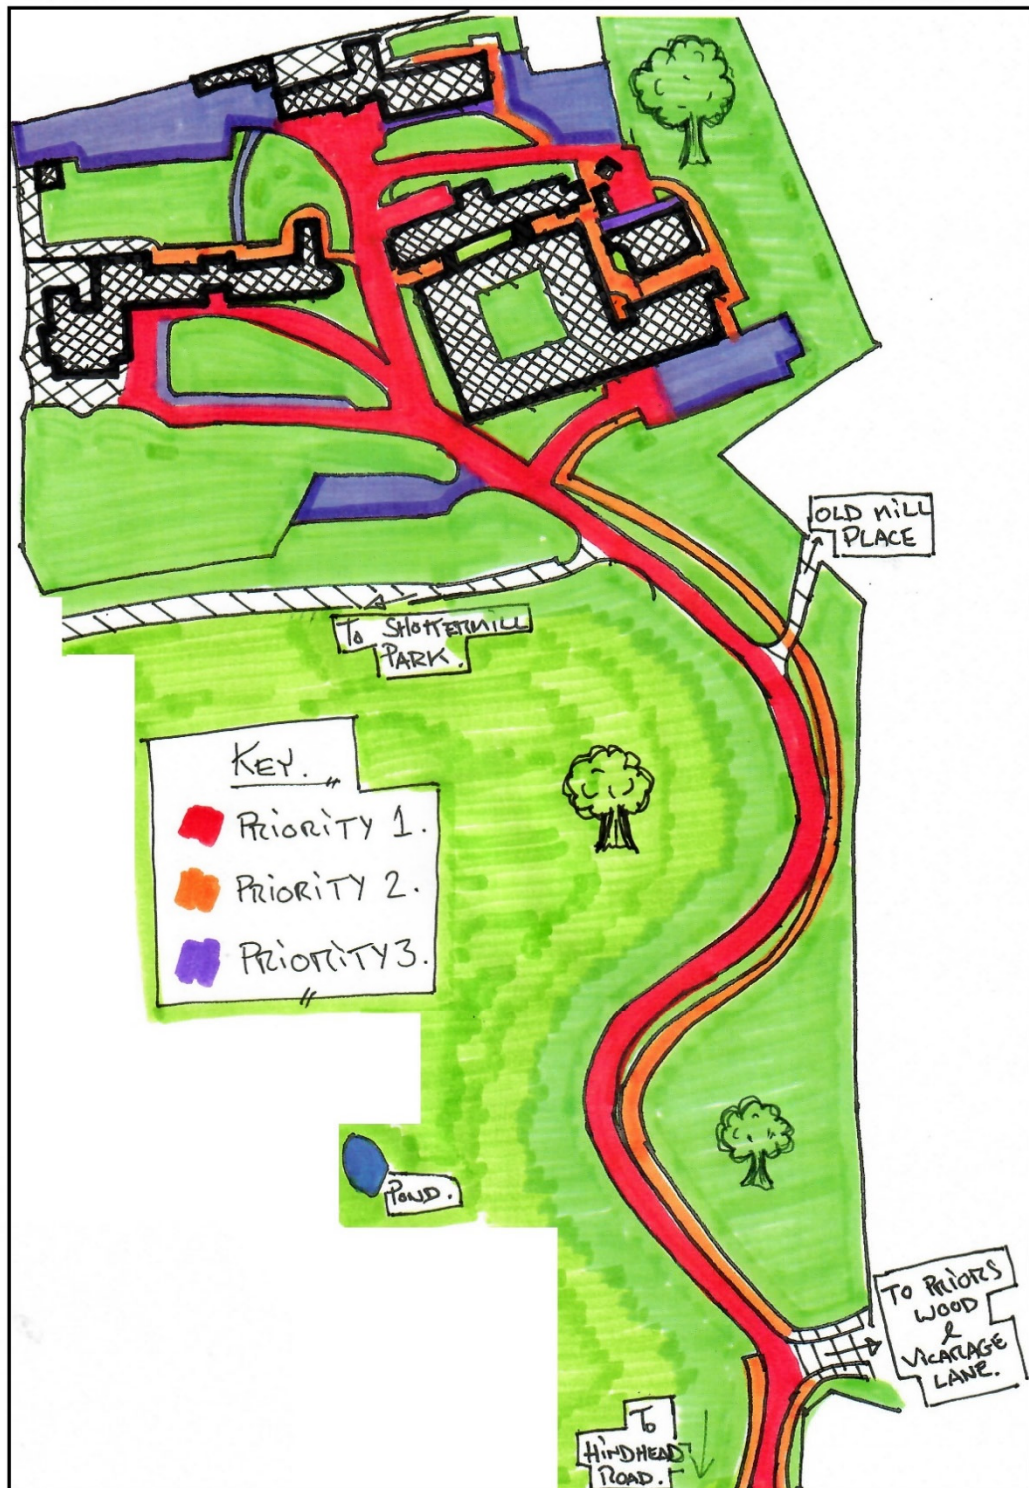 OLD MILL
PLACE
TO SHOTTERMILL
PARK.
KEY.
PRIORITY 1.
PRIORITY 2.
PRIORITY 3.
POND.
TO PRIORS
WOOD
&
VICARAGE
LANE.
TO
HINDHEAD
ROAD.